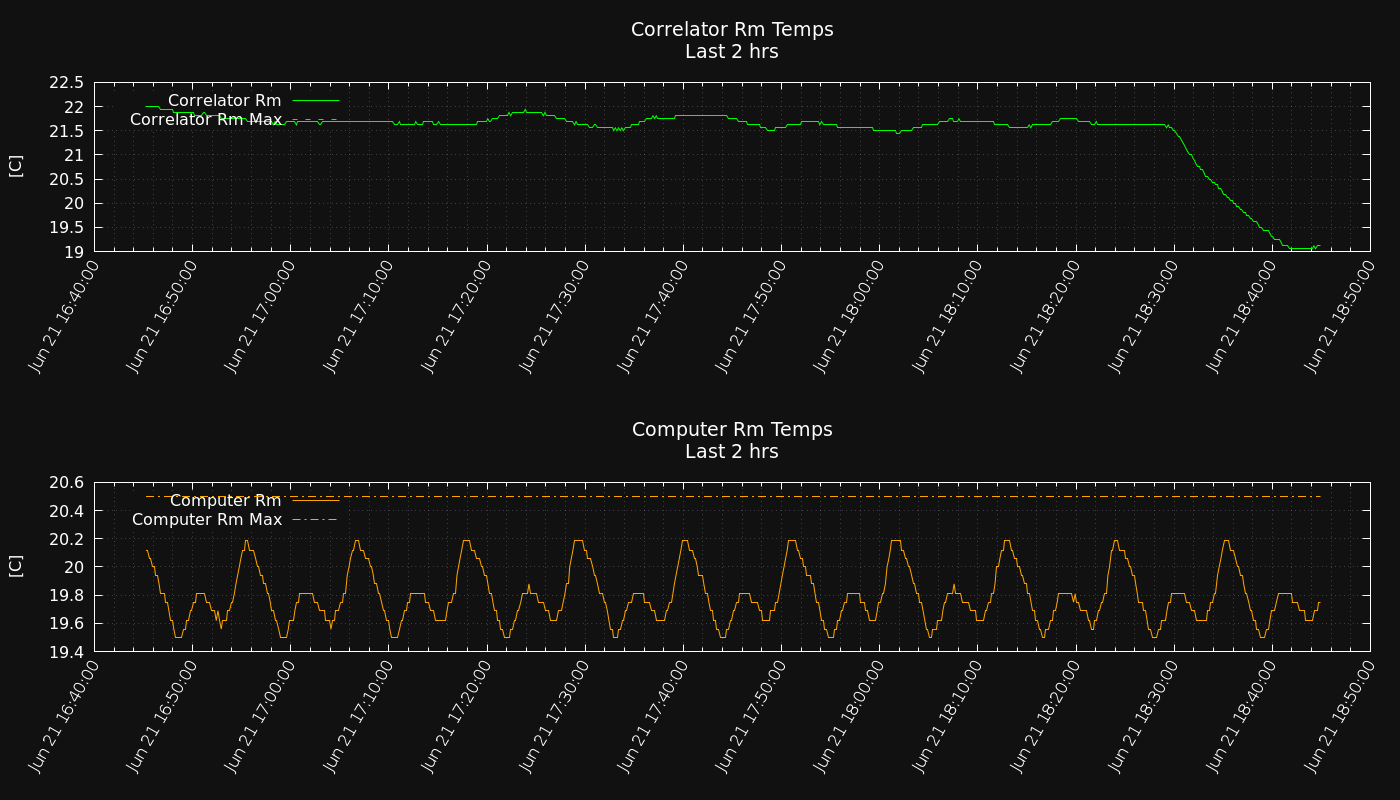 Correlator Rm Temps
Last 2 hrs
22.5
22
21.5
21
20.5
20
19.5
19
[C]
Correlator Rm
Correlator Rm Max
Jun 21 16:40:00
Jun 21 16:50:00
Jun 21 17:00:00
Jun 21 17:10:00
Jun 21 17:20:00
Jun 21 17:30:00
Jun 21 17:40:00
Jun 21 17:50:00
Jun 21 18:00:00
Jun 21 18:10:00
Jun 21 18:20:00
Jun 21 18:30:00
Jun 21 18:40:00
Jun 21 18:50:00
Computer Rm Temps
Last 2 hrs
20.6
20.4
20.2
20
19.8
19.6
19.4
[C]
Computer Rm
Computer Rm Max
Jun 21 16:40:00
Jun 21 16:50:00
Jun 21 17:00:00
Jun 21 17:10:00
Jun 21 17:20:00
Jun 21 17:30:00
Jun 21 17:40:00
Jun 21 17:50:00
Jun 21 18:00:00
Jun 21 18:10:00
Jun 21 18:20:00
Jun 21 18:30:00
Jun 21 18:40:00
Jun 21 18:50:00